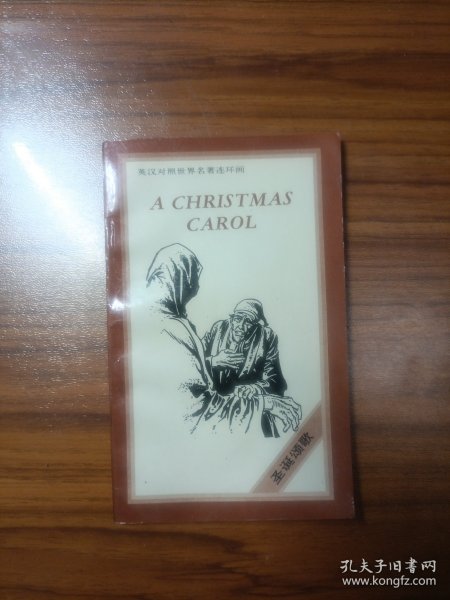 英汉对照世界名著连环画
A CHRISTMAS
CAROL
圣诞颂歌
孔夫子旧书网
www.kongfz.com